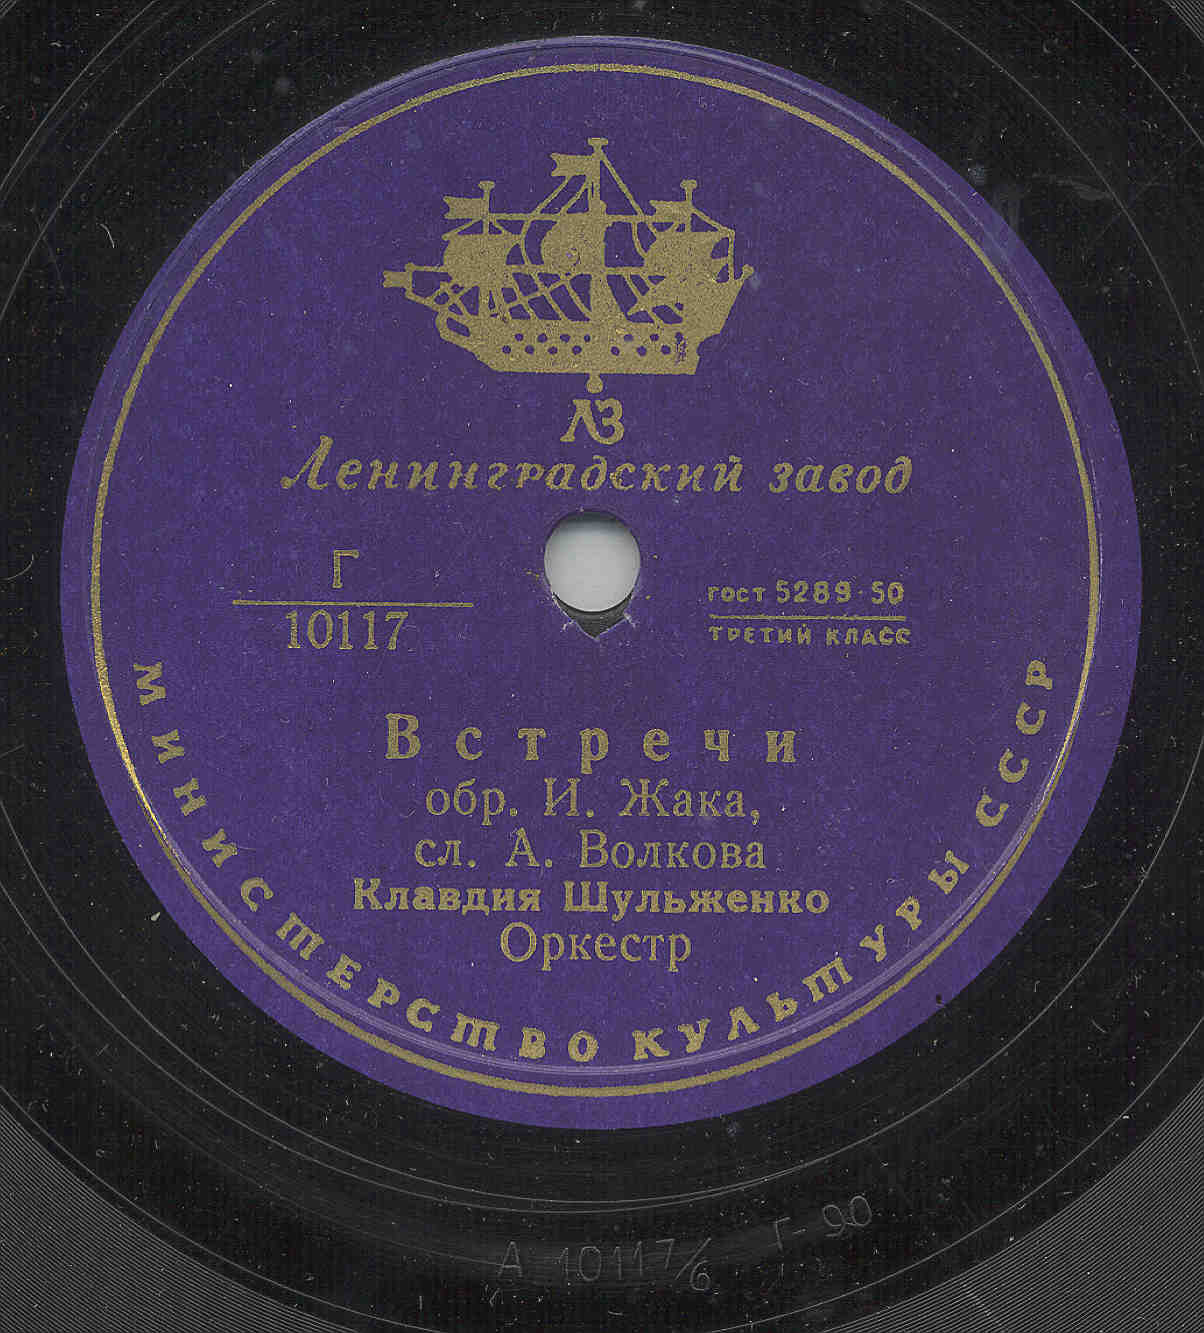 ЛЗ
Ленинградский завод
Г
10117
гост 5289-50
ТРЕТИЙ КЛАСС
Встречи
обр. И. Жака,
сл. А. Волкова
Клавдия Шульженко
Оркестр
МИНИСТЕРСТВО КУЛЬТУРЫ СССР
А 10117/6
Г-90